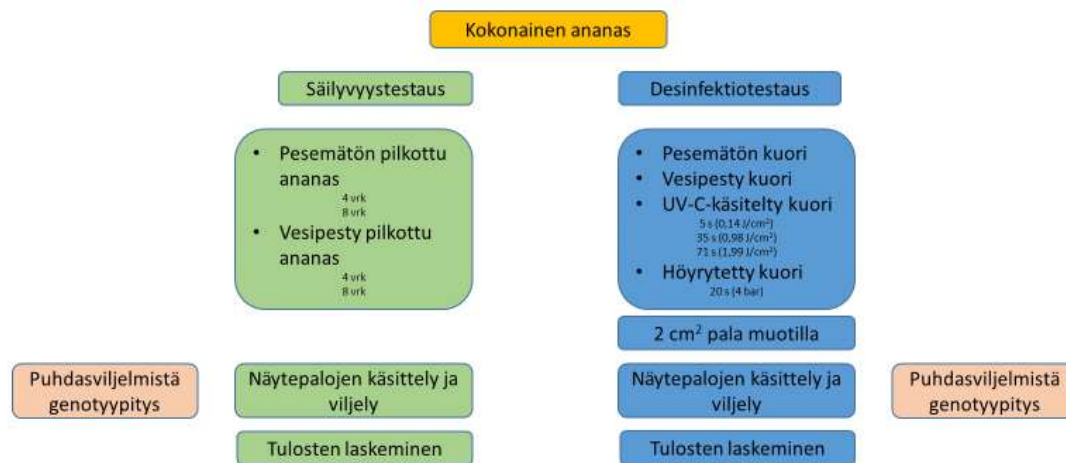 Kokonainen ananas
Säilyvyystestaus
• Pesemätön pilkottu
ananas
4 vrk
8 vrk
• Vesipesty pilkottu
ananas
4 vrk
8 vrk
Desinfektiotestaus
• Pesemätön kuori
• Vesipesty kuori
• UV-C-käsitelty kuori
5 s (0,14 J/cm²)
35 s (0,98 J/cm²)
71 s (1,99 J/cm²)
• Höyrytetty kuori
20 s (4 bar)
2 cm² pala muotilla
Puhdasviljelmistä
genotyypitys
Näytepalojen käsittely ja
viljely
Näytepalojen käsittely ja
viljely
Puhdasviljelmistä
genotyypitys
Tulosten laskeminen
Tulosten laskeminen